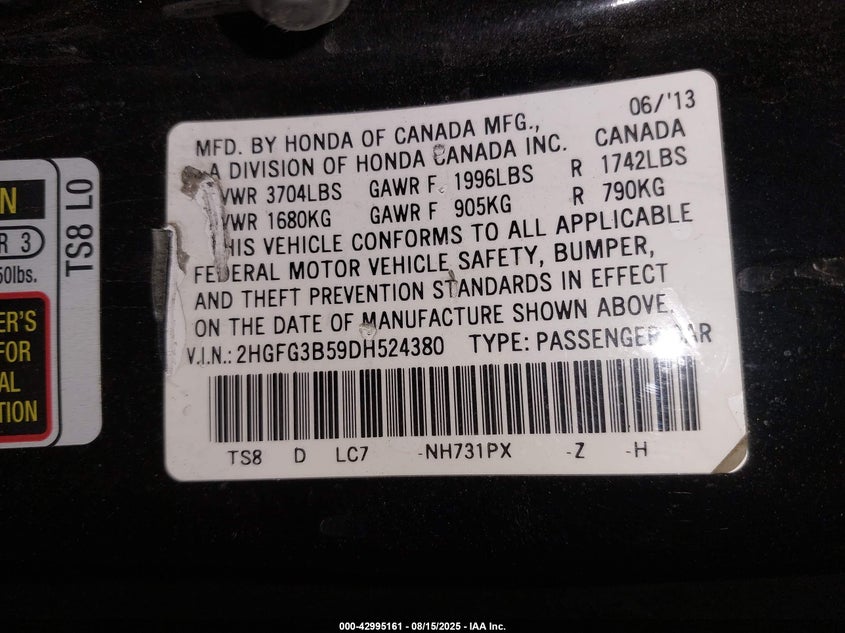 06/'13
MFD. BY HONDA OF CANADA MFG., CANADA
A DIVISION OF HONDA CANADA INC.
VWR 3704LBS GAWR F 1996LBS R 1742LBS
VWR 1680KG GAWR F 905KG R 790KG
HIS VEHICLE CONFORMS TO ALL APPLICABLE
FEDERAL MOTOR VEHICLE SAFETY, BUMPER,
AND THEFT PREVENTION STANDARDS IN EFFECT
ON THE DATE OF MANUFACTURE SHOWN ABOVE.
V.I.N.: 2HGFG3B59DH524380 TYPE: PASSENGER CAR
TS8 D LC7 -NH731PX -Z -H
N
R 3
50lbs.
ER'S
FOR
AL
TION
TS8 L0
000-42995161 - 08/15/2025 - IAA Inc.